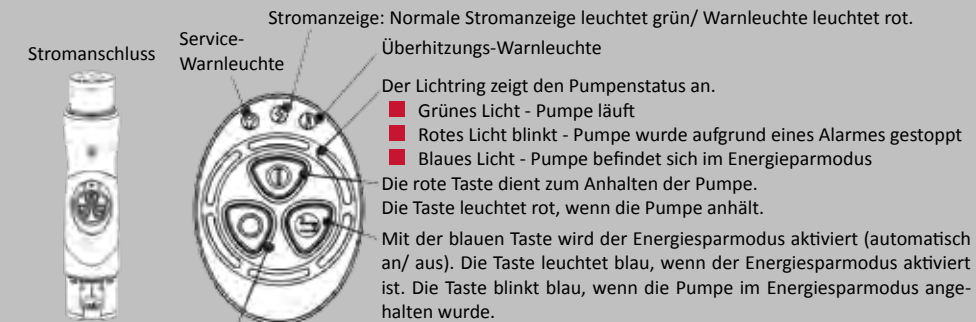 Stromanzeige: Normale Stromanzeige leuchtet grün/ Warnleuchte leuchtet rot.
Stromanschluss
Service-
Warnleuchte
Überhitzungs-Warnleuchte
Der Lichtring zeigt den Pumpenstatus an.
Grünes Licht - Pumpe läuft
Rotes Licht blinkt - Pumpe wurde aufgrund eines Alarmes gestoppt
Blaues Licht - Pumpe befindet sich im Energieparmodus
Die rote Taste dient zum Anhalten der Pumpe.
Die Taste leuchtet rot, wenn die Pumpe anhält.
Mit der blauen Taste wird der Energiesparmodus aktiviert (automatisch
an/ aus). Die Taste leuchtet blau, wenn der Energiesparmodus aktiviert
ist. Die Taste blinkt blau, wenn die Pumpe im Energiesparmodus ange-
halten wurde.